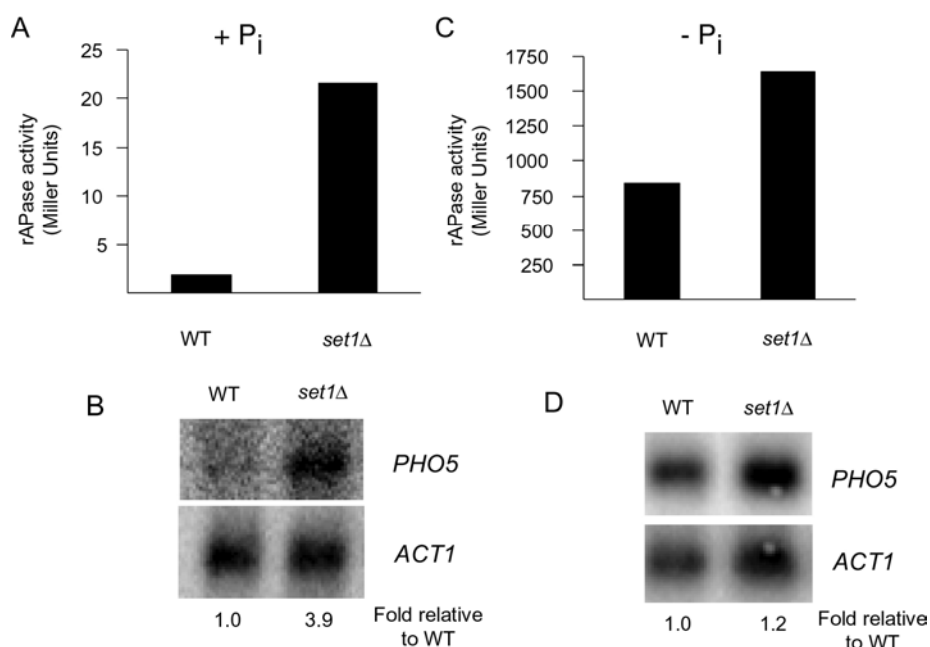 A
+ Pi
rAPase activity
(Miller Units)
25
20
15
10
5
WT
set1Δ
C
- Pi
rAPase activity
(Miller Units)
1750
1500
1250
1000
750
500
250
WT
set1Δ
B
WT
set1Δ
PHO5
ACT1
1.0
3.9
Fold relative
to WT
D
WT
set1Δ
PHO5
ACT1
1.0
1.2
Fold relative
to WT